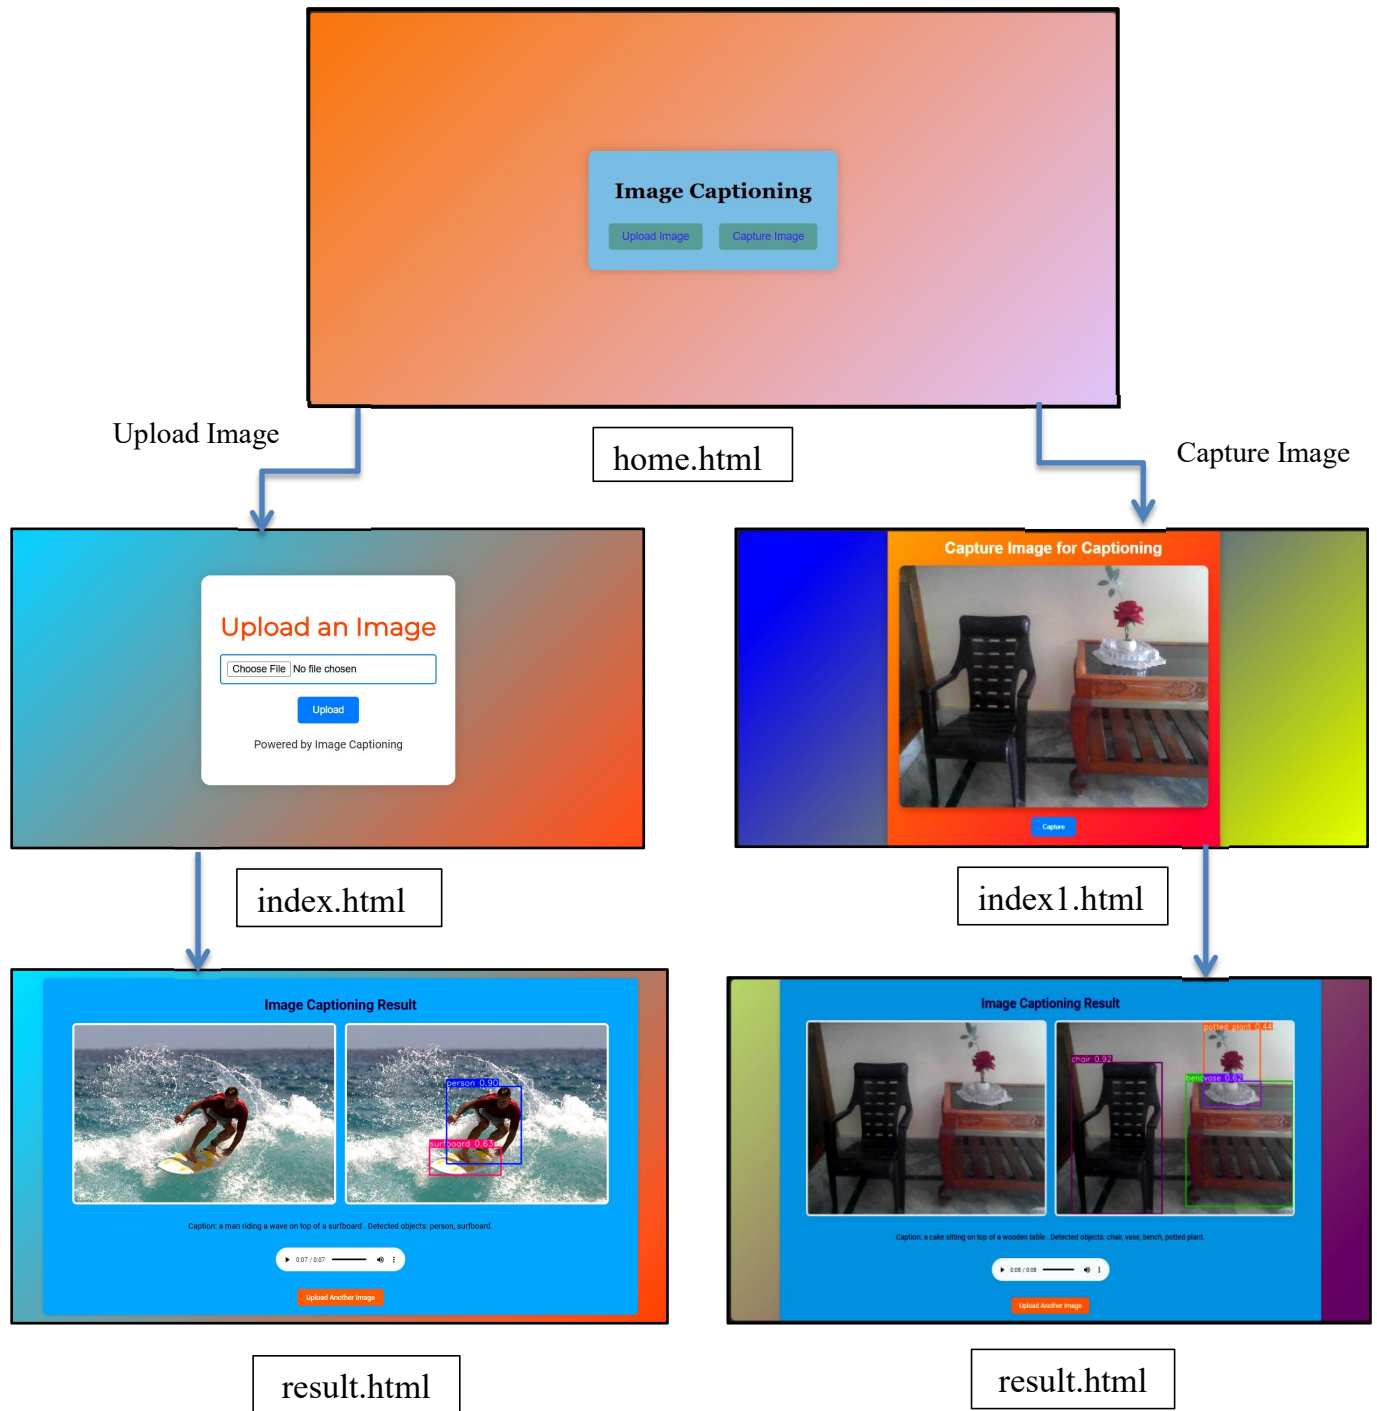 Image Captioning
Upload Image
Capture Image
Upload Image
home.html
Capture Image
Upload an Image
Choose File No file chosen
Upload
Powered by Image Captioning
index.html
Capture Image for Captioning
Capture
index1.html
Image Captioning Result
person 0.90
surfboard 0.63
Caption: a man riding a wave on top of a surfboard . Detected objects: person, surfboard.
0:07 / 0:07
Upload Another Image
result.html
Image Captioning Result
potted plant 0.44
chair 0.92
vase 0.62
Caption: a cake sitting on top of a wooden table . Detected objects: chair, vase, bench, potted plant.
0:08 / 0:08
Upload Another Image
result.html